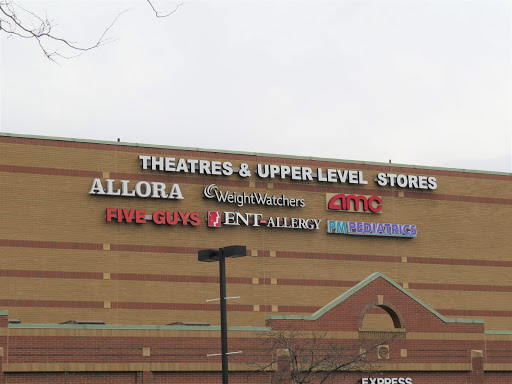 THEATRES & UPPER LEVEL STORES
ALLORA WeightWatchers amc
FIVE GUYS ENT-ALLERGY PM PEDIATRICS
EXPRESS